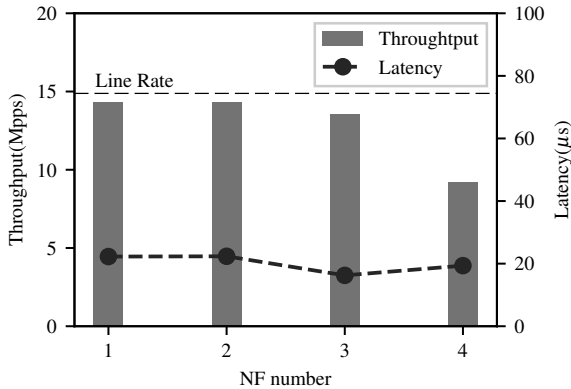 Throughtput
Latency
Line Rate
Throughput(Mpps)
20
15
10
5
0
Latency(μs)
100
80
60
40
20
0
1 2 3 4
NF number